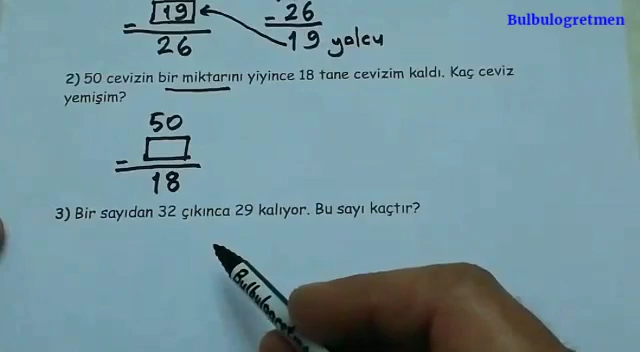 Bulbulogretmen
- 19
26
= 26
19 yolcu
2) 50 cevizin bir miktarını yiyince 18 tane cevizim kaldı. Kaç ceviz
yemişim?
50
-
18
3) Bir sayıdan 32 çıkınca 29 kalıyor. Bu sayı kaçtır?
Bulbulogretmen